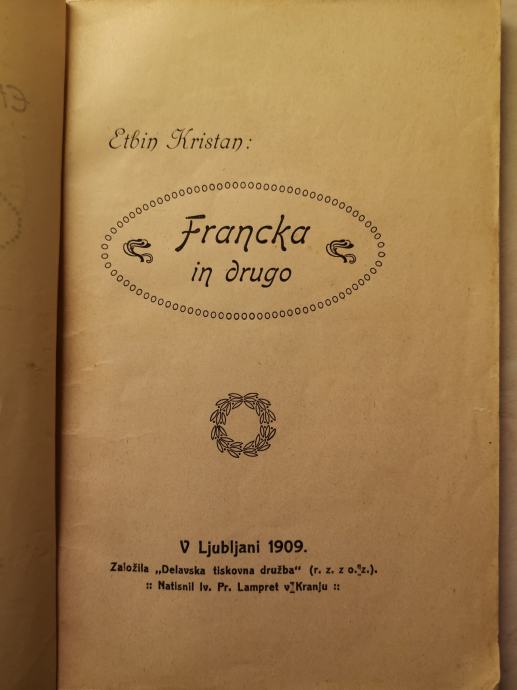 Etbin Kristan:
Francka
in drugo
V Ljubljani 1909.
Založila „Delavska tiskovna družba“ (r. z. z o. z.).
:: Natisnil Iv. Pr. Lampret v Kranju ::